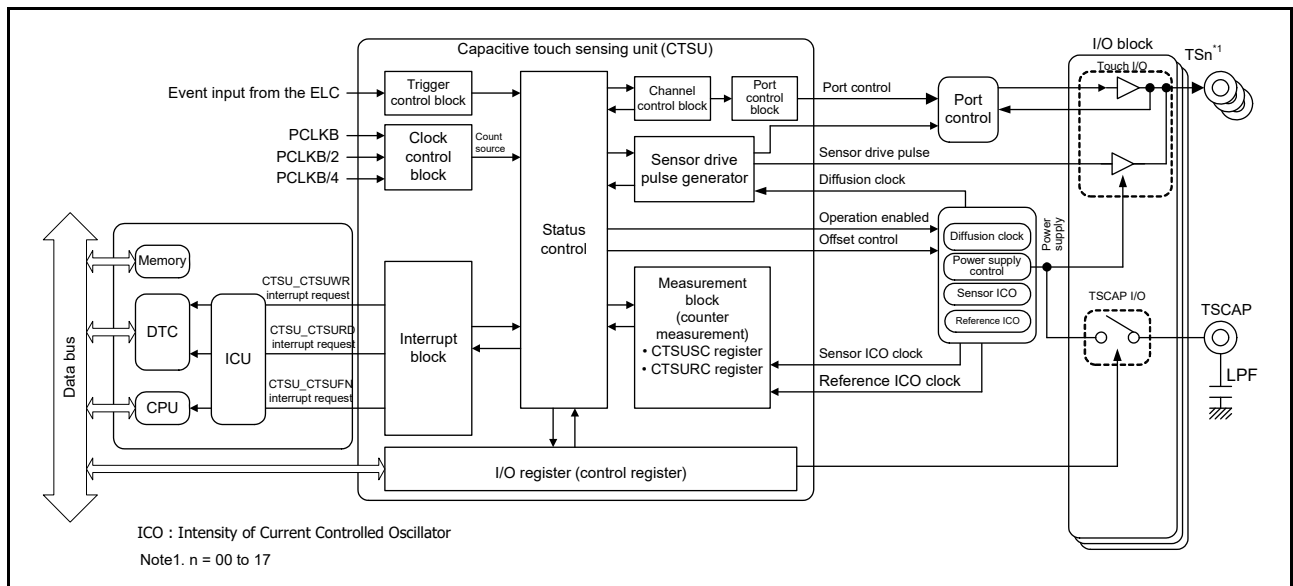 Capacitive touch sensing unit (CTSU)
I/O block
TSn*1
Touch I/O
Event input from the ELC
Trigger
control block
Channel
control block
Port
control
block
Port control
Port
control
PCLKB
PCLKB/2
PCLKB/4
Clock
control
block
Count
source
Sensor drive
pulse generator
Sensor drive pulse
Diffusion clock
Status
control
Operation enabled
Offset control
Diffusion clock
Power supply
control
Sensor ICO
Reference ICO
Power
supply
Data bus
Memory
DTC
CPU
ICU
CTSU_CTSUWR
interrupt request
CTSU_CTSURD
interrupt request
CTSU_CTSUFN
interrupt request
Interrupt
block
Measurement
block
(counter
measurement)
• CTSUSC register
• CTSURC register
Sensor ICO clock
Reference ICO clock
TSCAP I/O
TSCAP
LPF
I/O register (control register)
ICO : Intensity of Current Controlled Oscillator
Note1. n = 00 to 17